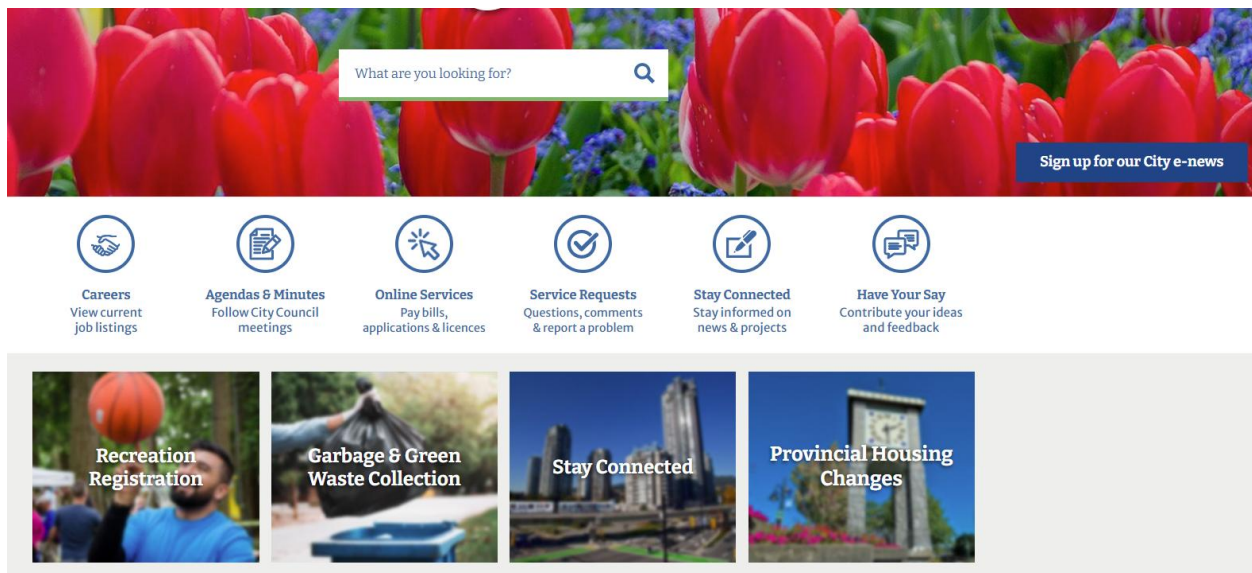 What are you looking for?
Sign up for our City e-news
Careers
View current
job listings
Agendas & Minutes
Follow City Council
meetings
Online Services
Pay bills,
applications & licences
Service Requests
Questions, comments
& report a problem
Stay Connected
Stay informed on
news & projects
Have Your Say
Contribute your ideas
and feedback
Recreation
Registration
Garbage & Green
Waste Collection
Stay Connected
Provincial Housing
Changes